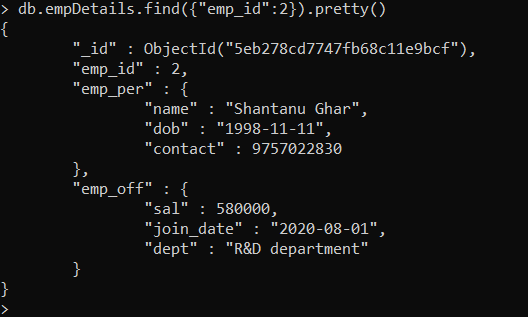 > db.empDetails.find({"emp_id":2}).pretty()
{
        "_id" : ObjectId("5eb278cd7747fb68c11e9bcf"),
        "emp_id" : 2,
        "emp_per" : {
                "name" : "Shantanu Ghar",
                "dob" : "1998-11-11",
                "contact" : 9757022830
        },
        "emp_off" : {
                "sal" : 580000,
                "join_date" : "2020-08-01",
                "dept" : "R&D department"
        }
}
>